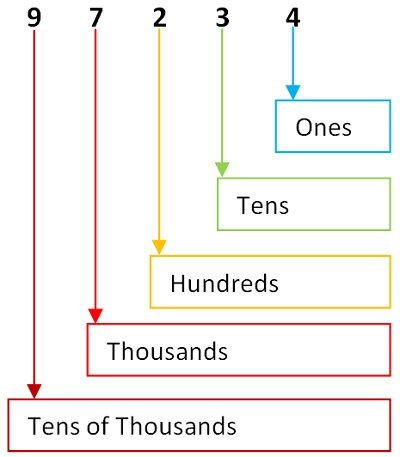 9 7 2 3 4
Ones
Tens
Hundreds
Thousands
Tens of Thousands